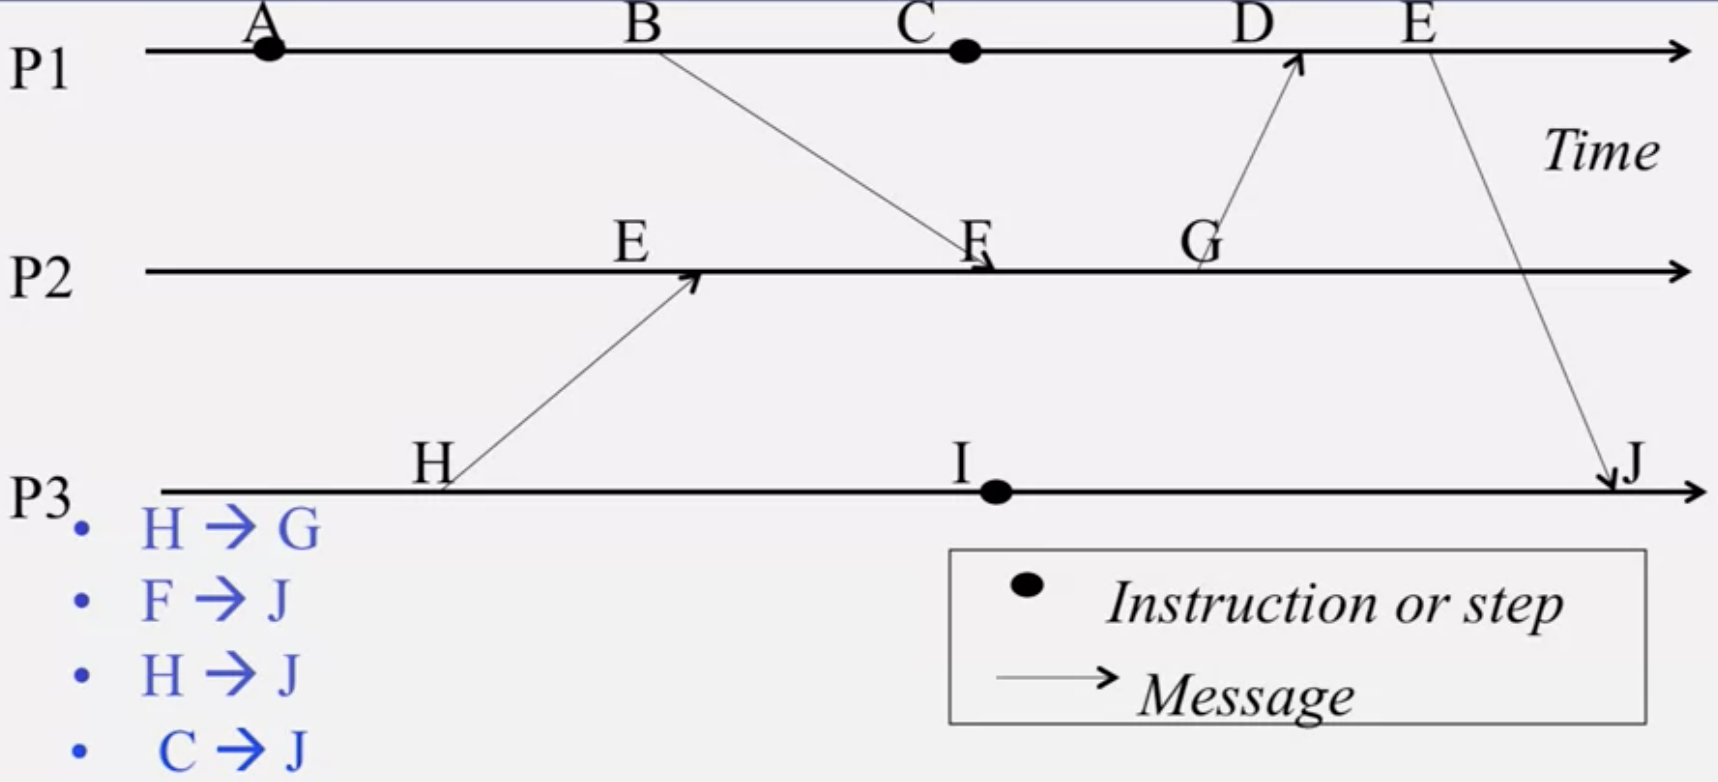 A B C D E
P1
Time
E F G
P2
H I J
P3
• H → G
• F → J
• H → J
• C → J
Instruction or step
Message